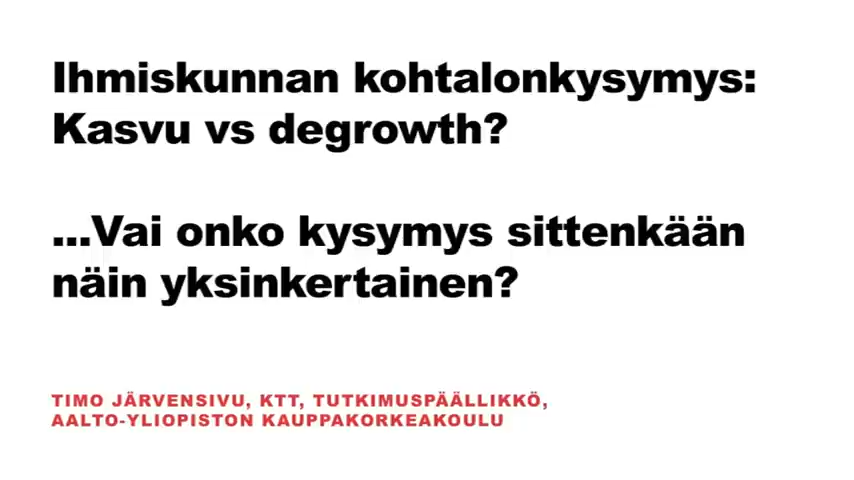 Ihmiskunnan kohtalonkysymys:
Kasvu vs degrowth?
...Vai onko kysymys sittenkään
näin yksinkertainen?
TIMO JÄRVENSIVU, KTT, TUTKIMUSPÄÄLLIKKÖ,
AALTO-YLIOPISTON KAUPPAKORKEAKOULU